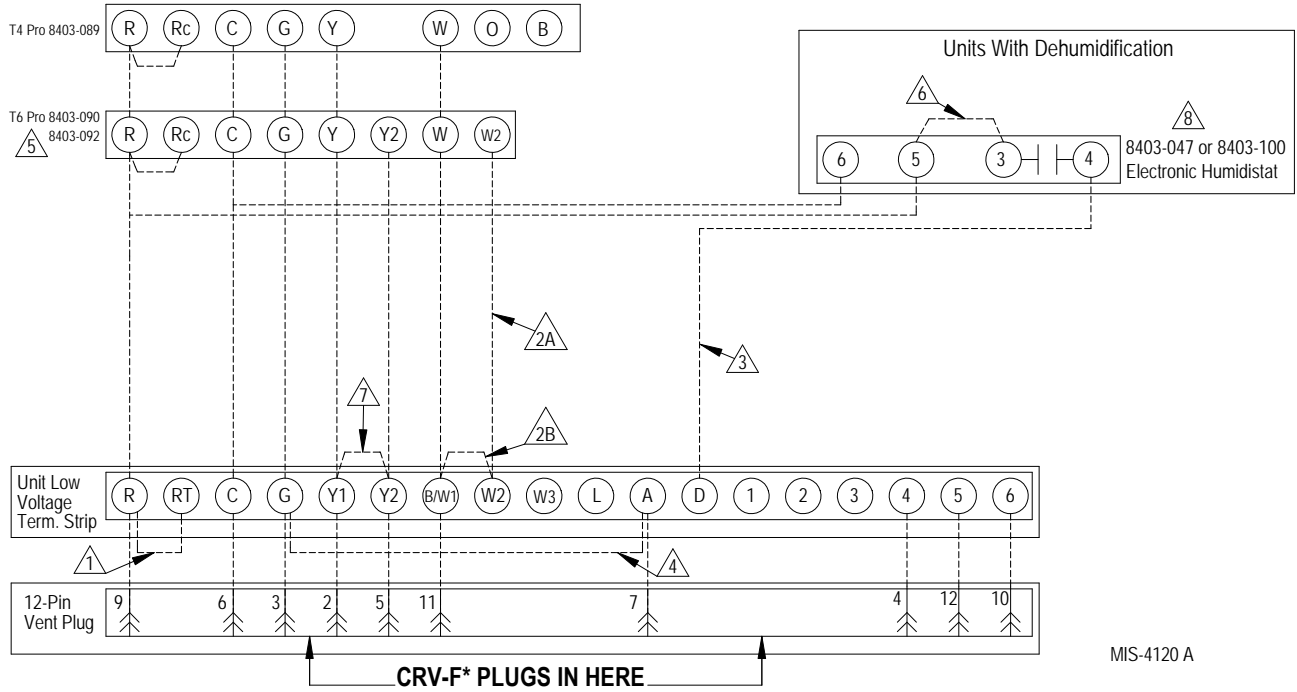 T4 Pro 8403-089
R Rc C G Y W O B
Units With Dehumidification
6
8
T6 Pro 8403-090
8403-092
5
R Rc C G Y Y2 W W2
6 5 3 4
8403-047 or 8403-100
Electronic Humidistat
2A
3
7
2B
Unit Low
Voltage
Term. Strip
R RT C G Y1 Y2 B/W1 W2 W3 L A D 1 2 3 4 5 6
1
4
12-Pin
Vent Plug
9 6 3 2 5 11 7 4 12 10
CRV-F* PLUGS IN HERE
MIS-4120 A